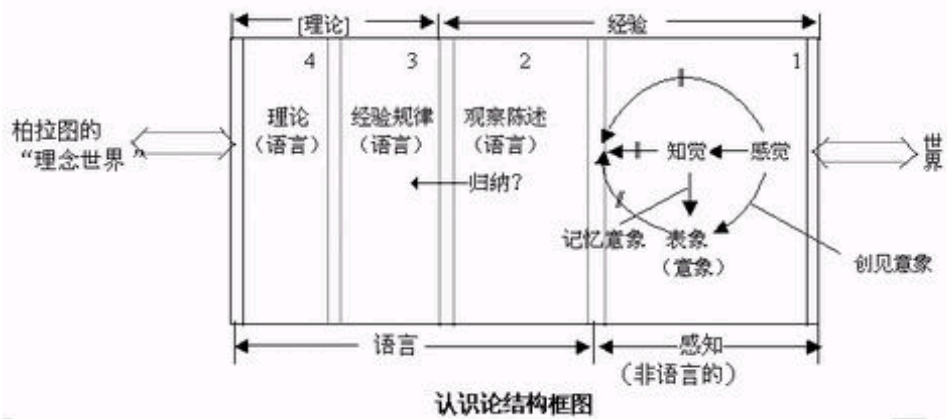 [理论]
经验
4
3
2
1
柏拉图的
“理念世界”
理论
（语言）
经验规律
（语言）
观察陈述
（语言）
归纳？
知觉
感觉
记忆意象
表象
（意象）
创见意象
世界
语言
感知
（非语言的）
认识论结构框图